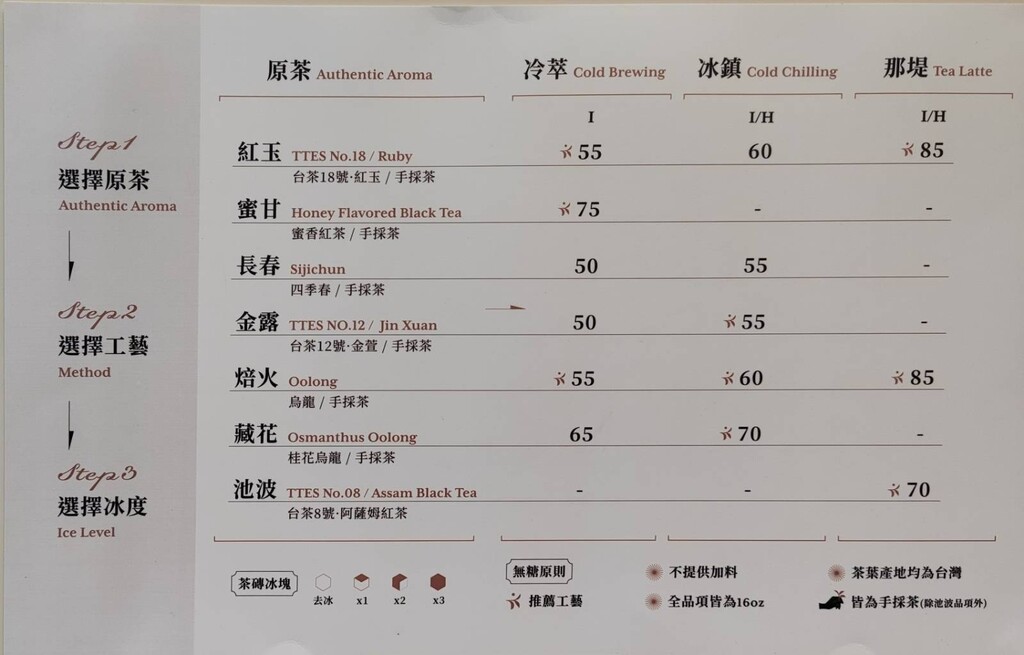 Step1
選擇原茶
Authentic Aroma
Step2
選擇工藝
Method
Step3
選擇冰度
Ice Level
原茶 Authentic Aroma 冷萃 Cold Brewing 冰鎮 Cold Chilling 那堤 Tea Latte
I I/H I/H
紅玉 TTES No.18 / Ruby 55 60 85
台茶18號·紅玉 / 手採茶
蜜甘 Honey Flavored Black Tea 75 - -
蜜香紅茶 / 手採茶
長春 Sijichun 50 55 -
四季春 / 手採茶
金露 TTES NO.12 / Jin Xuan 50 55 -
台茶12號·金萱 / 手採茶
焙火 Oolong 55 60 85
烏龍 / 手採茶
藏花 Osmanthus Oolong 65 70 -
桂花烏龍 / 手採茶
池波 TTES No.08 / Assam Black Tea - - 70
台茶8號·阿薩姆紅茶
茶磚冰塊
去冰 x1 x2 x3
無糖原則 不提供加料 茶葉產地均為台灣
推薦工藝 全品項皆為16oz 皆為手採茶(除池波品項外)